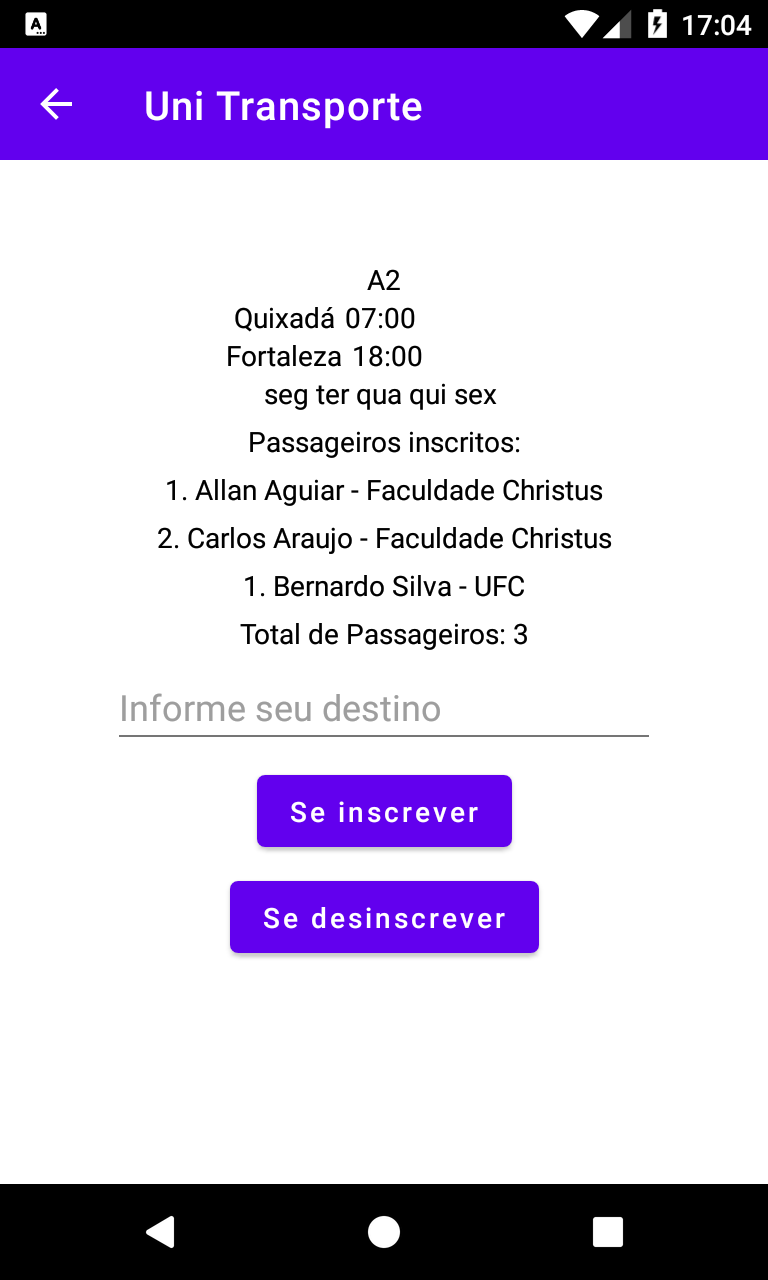 17:04
Uni Transporte
A2
Quixadá 07:00
Fortaleza 18:00
seg ter qua qui sex
Passageiros inscritos:
1. Allan Aguiar - Faculdade Christus
2. Carlos Araujo - Faculdade Christus
1. Bernardo Silva - UFC
Total de Passageiros: 3
Informe seu destino
Se inscrever
Se desinscrever